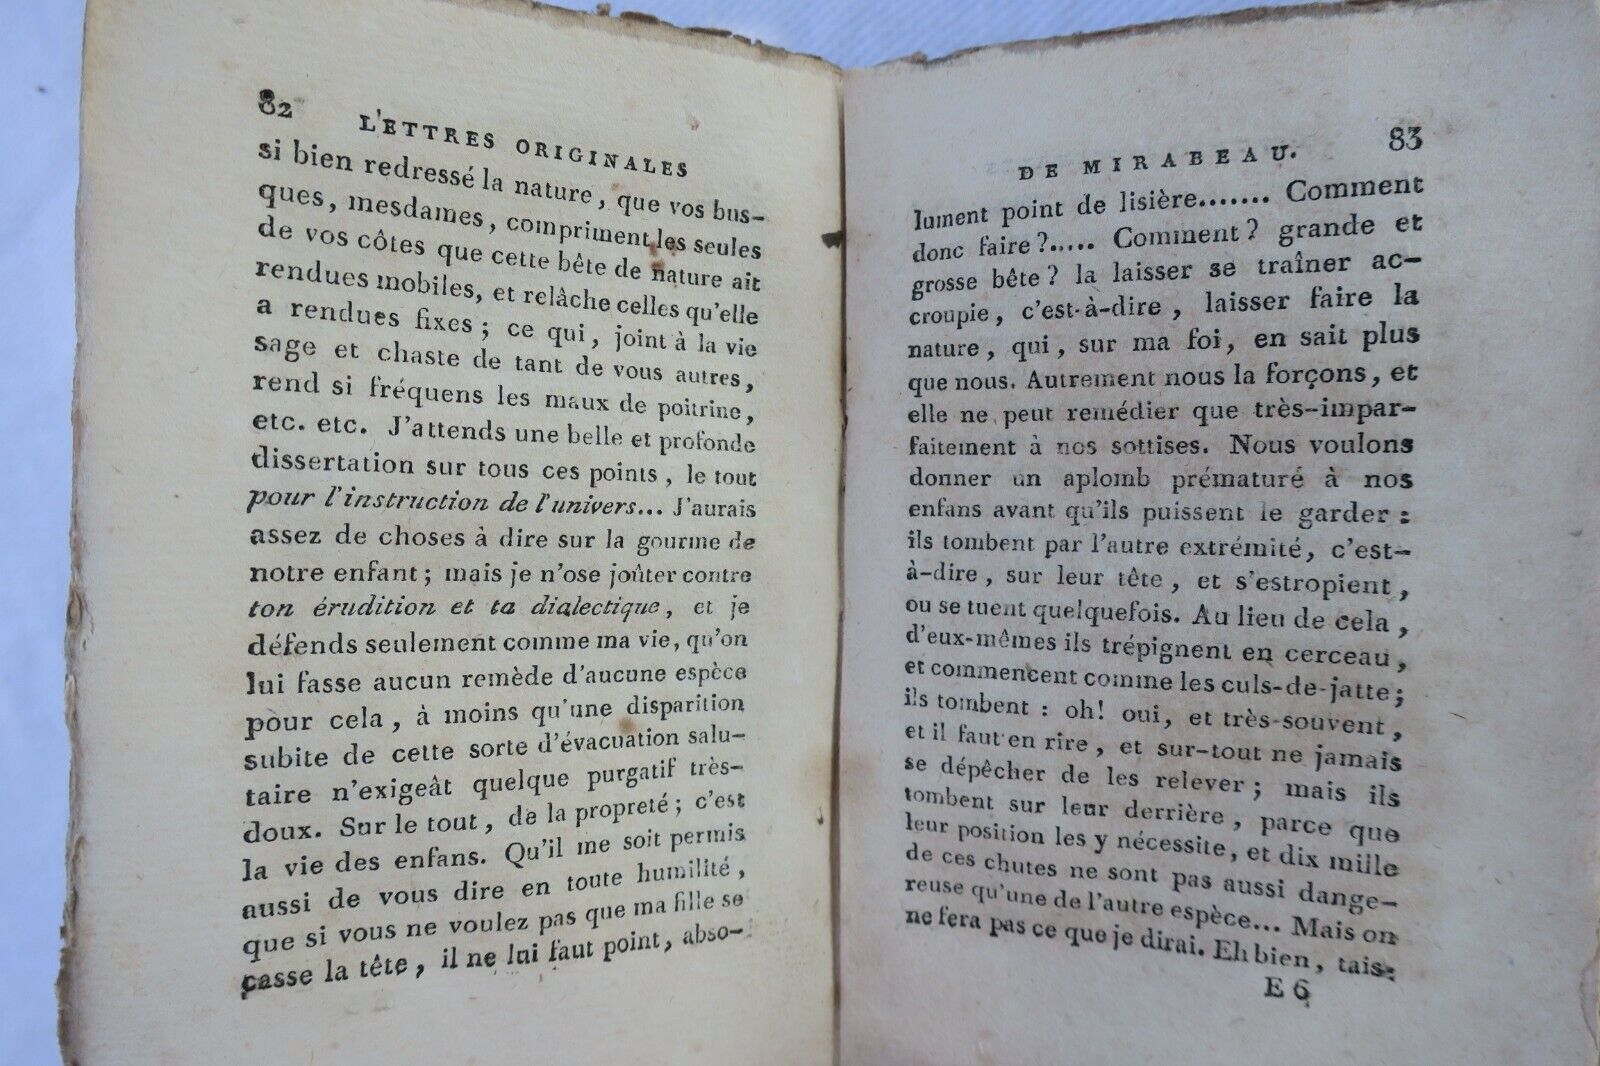 82 L'ETTRES ORIGINALES
si bien redressé la nature, que vos bus-
ques, mesdames, compriment les seules
de vos côtes que cette bête de nature ait
rendues mobiles, et relâche celles qu'elle
a rendues fixes ; ce qui, joint à la vie
sage et chaste de tant de vous autres,
rend si fréquens les maux de poitrine,
etc. etc. J'attends une belle et profonde
dissertation sur tous ces points, le tout
pour l'instruction de l'univers... J'aurais
assez de choses à dire sur la gourme de
notre enfant ; mais je n'ose joûter contre
ton érudition et ta dialectique, et je
défends seulement comme ma vie, qu'on
lui fasse aucun remède d'aucune espèce
pour cela, à moins qu'une disparition
subite de cette sorte d'évacuation salu-
taire n'exigeât quelque purgatif très-
doux. Sur le tout, de la propreté ; c'est
la vie des enfans. Qu'il me soit permis
aussi de vous dire en toute humilité,
que si vous ne voulez pas que ma fille se
casse la tête, il ne lui faut point, abso-
DE MIRABEAU. 83
lument point de lisière....... Comment
donc faire ?..... Comment ? grande et
grosse bête ? la laisser se traîner ac-
croupie, c'est-à-dire, laisser faire la
nature, qui, sur ma foi, en sait plus
que nous. Autrement nous la forçons, et
elle ne peut remédier que très-impar-
faitement à nos sottises. Nous voulons
donner un aplomb prématuré à nos
enfans avant qu'ils puissent le garder :
ils tombent par l'autre extrémité, c'est-
à-dire, sur leur tête, et s'estropient,
ou se tuent quelquefois. Au lieu de cela,
d'eux-mêmes ils trépignent en cerceau,
et commencent comme les culs-de-jatte ;
ils tombent : oh! oui, et très-souvent,
et il faut en rire, et sur-tout ne jamais
se dépêcher de les relever ; mais ils
tombent sur leur derrière, parce que
leur position les y nécessite, et dix mille
de ces chutes ne sont pas aussi dange-
reuse qu'une de l'autre espèce... Mais on
ne fera pas ce que je dirai. Eh bien, tais-
E 6